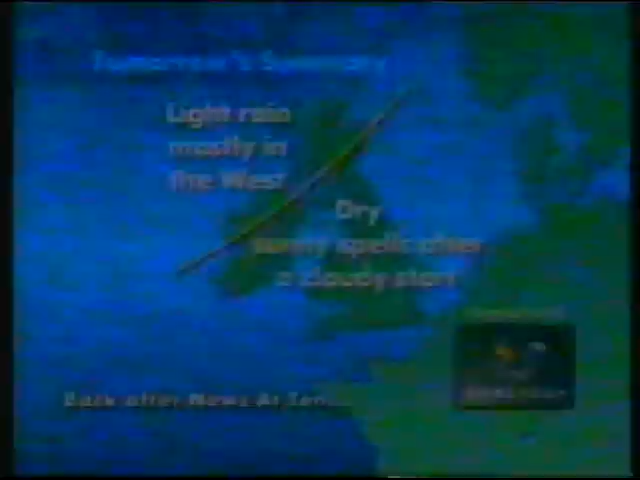 Tomorrow's Summary
Light rain
mostly in
the West
Dry
sunny spells after
a cloudy start
Back after News At Ten...